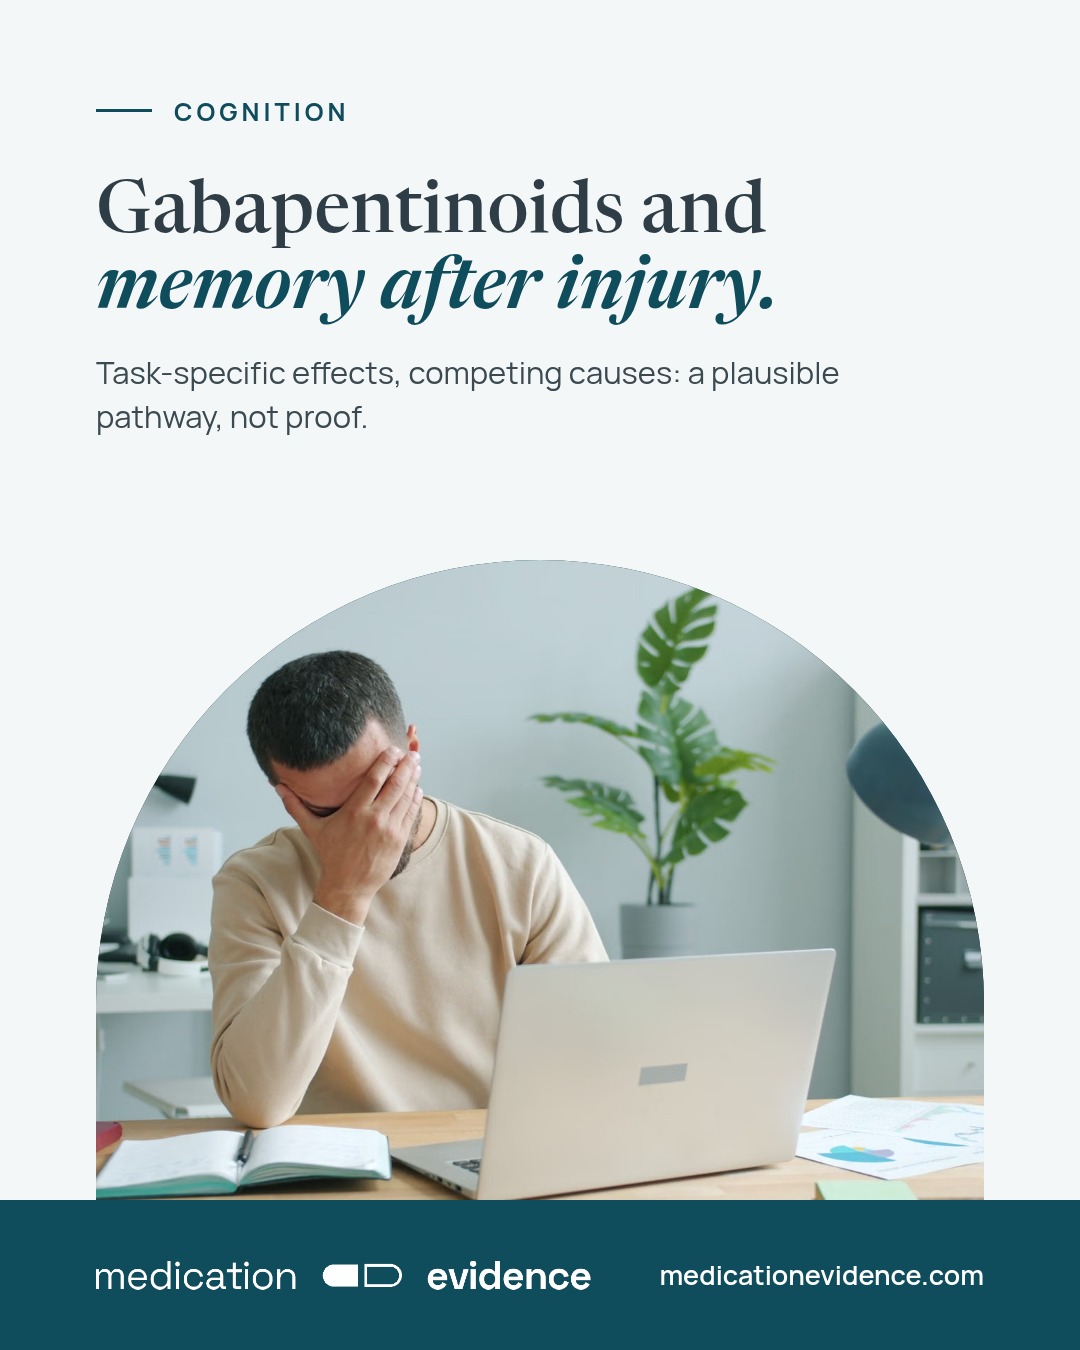 COGNITION
Gabapentinoids and
memory after injury.
Task-specific effects, competing causes: a plausible
pathway, not proof.
medication evidence
medicationevidence.com